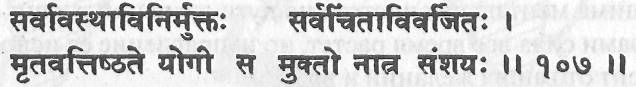 सर्वावस्थाविनिर्मुक्तः सर्वचिंताविवर्जितः ।
मृतवत्तिष्ठते योगी स मुक्तो नात्र संशयः ।। १०७ ।।